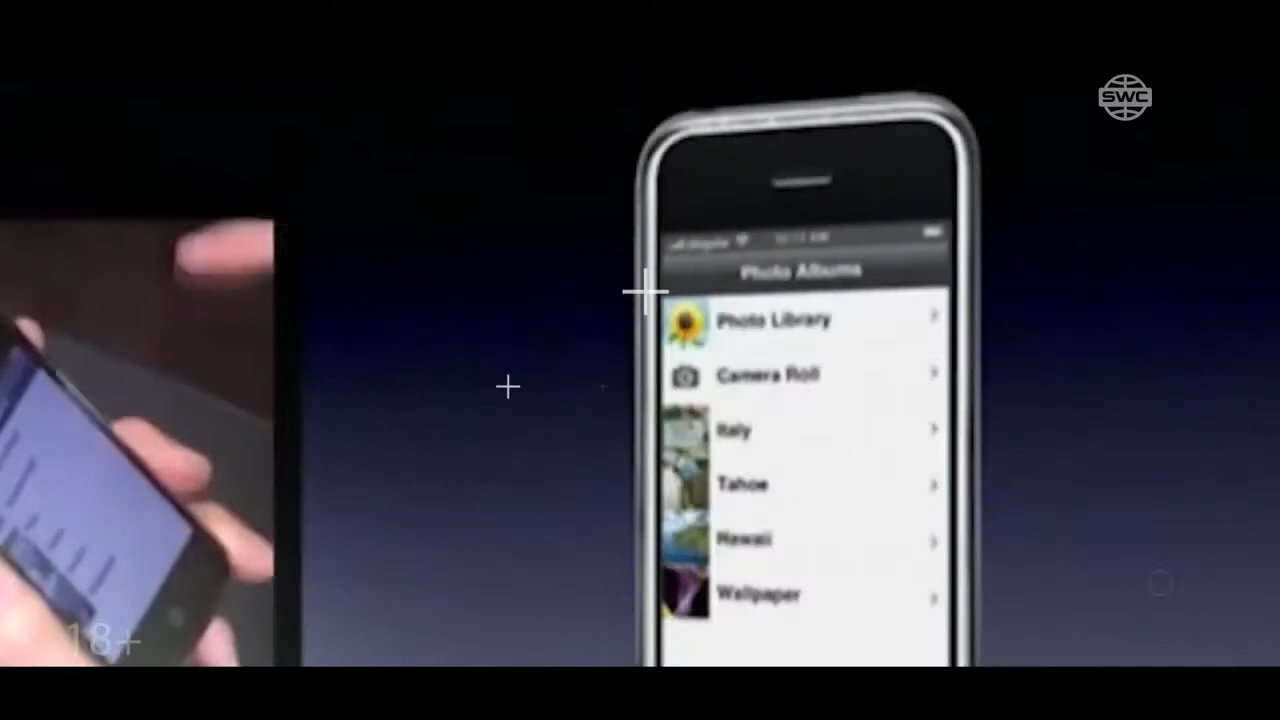 SWC
Photo Albums
Photo Library
Camera Roll
Italy
Tahoe
Hawaii
Wallpaper
18+